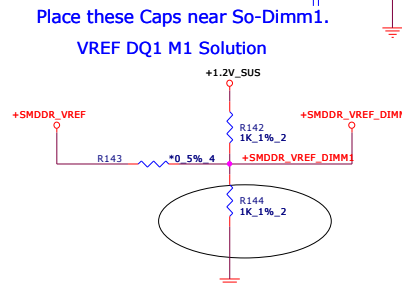 Place these Caps near So-Dimm1.
VREF DQ1 M1 Solution
+1.2V_SUS
+SMDDR_VREF
+SMDDR_VREF_DIMM
R142
1K_1%_2
R143
*0_5%_4
+SMDDR_VREF_DIMM1
R144
1K_1%_2